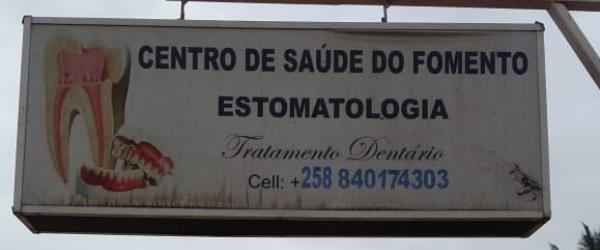 CENTRO DE SAÚDE DO FOMENTO
ESTOMATOLOGIA
Tratamento Dentário
Cell: +258 840174303